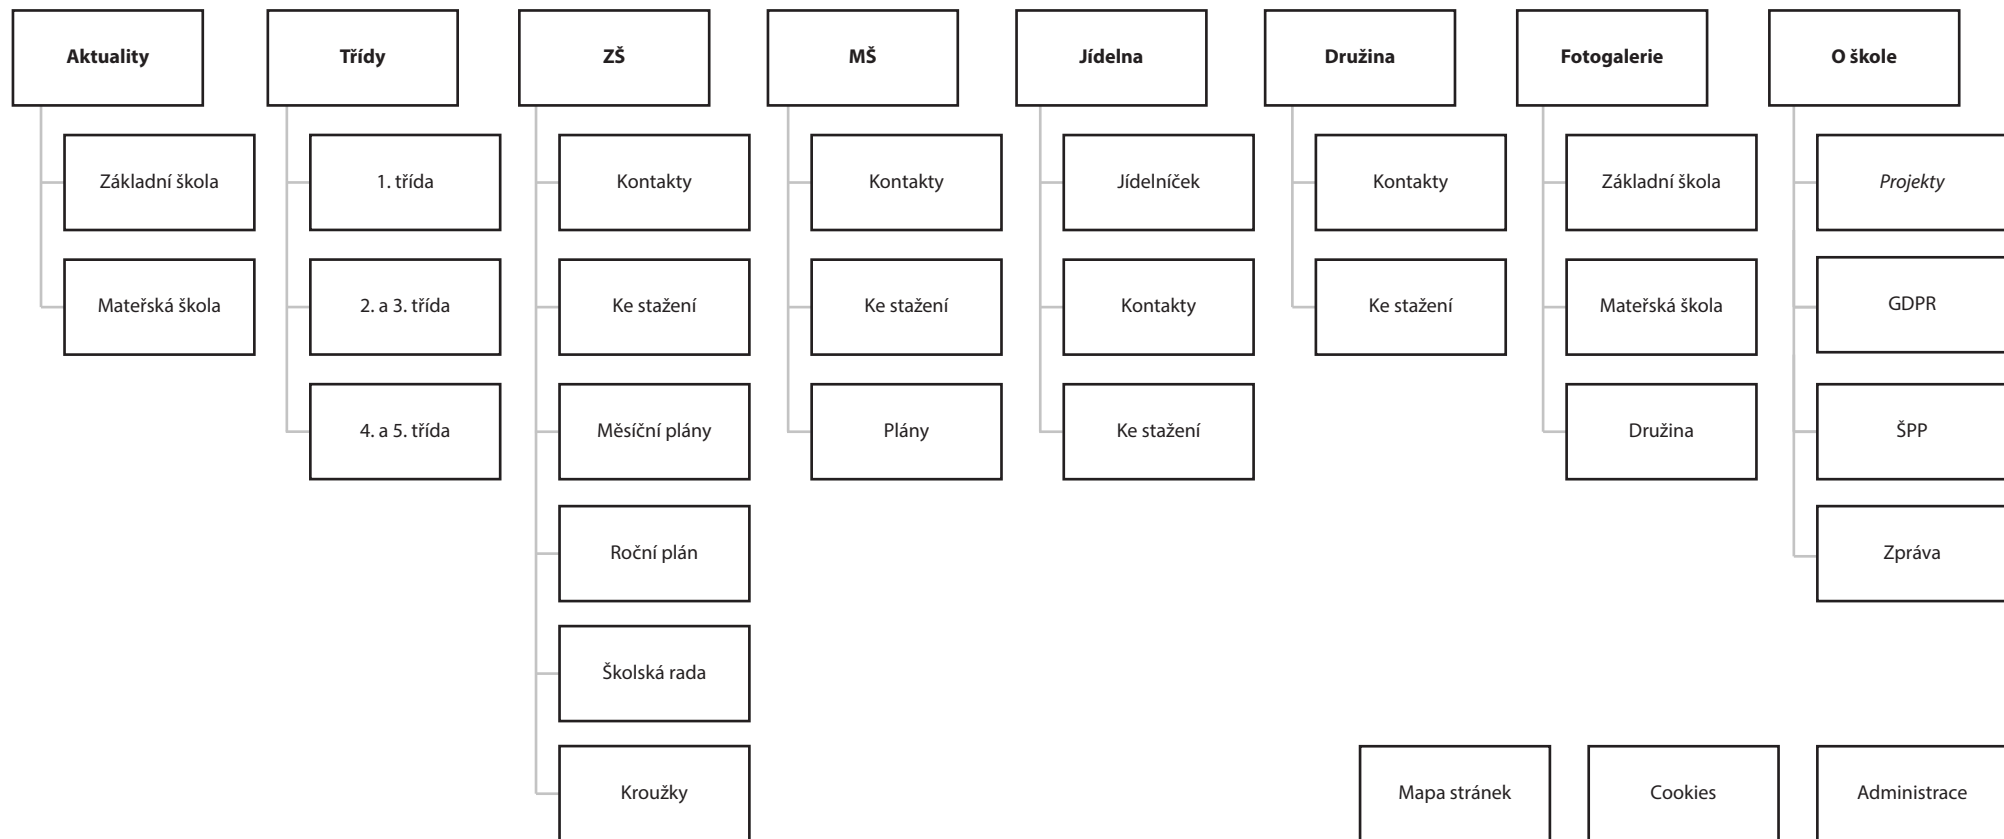 Aktuality
Třídy
ZŠ
MŠ
Jídelna
Družina
Fotogalerie
O škole
Základní škola
1. třída
Kontakty
Kontakty
Jídelníček
Kontakty
Základní škola
Projekty
Mateřská škola
2. a 3. třída
Ke stažení
Ke stažení
Kontakty
Ke stažení
Mateřská škola
GDPR
4. a 5. třída
Měsíční plány
Plány
Ke stažení
Družina
ŠPP
Roční plán
Zpráva
Školská rada
Kroužky
Mapa stránek
Cookies
Administrace